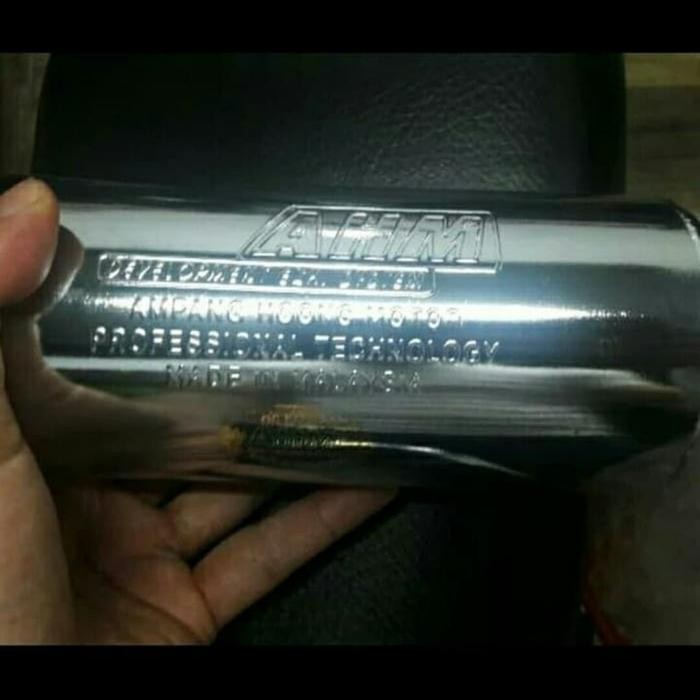 AHM
DEVELOPMENT EXH. SYSTEM
AMPANG HOONG MOTOR
PROFESSIONAL TECHNOLOGY
MADE IN MALAYSIA